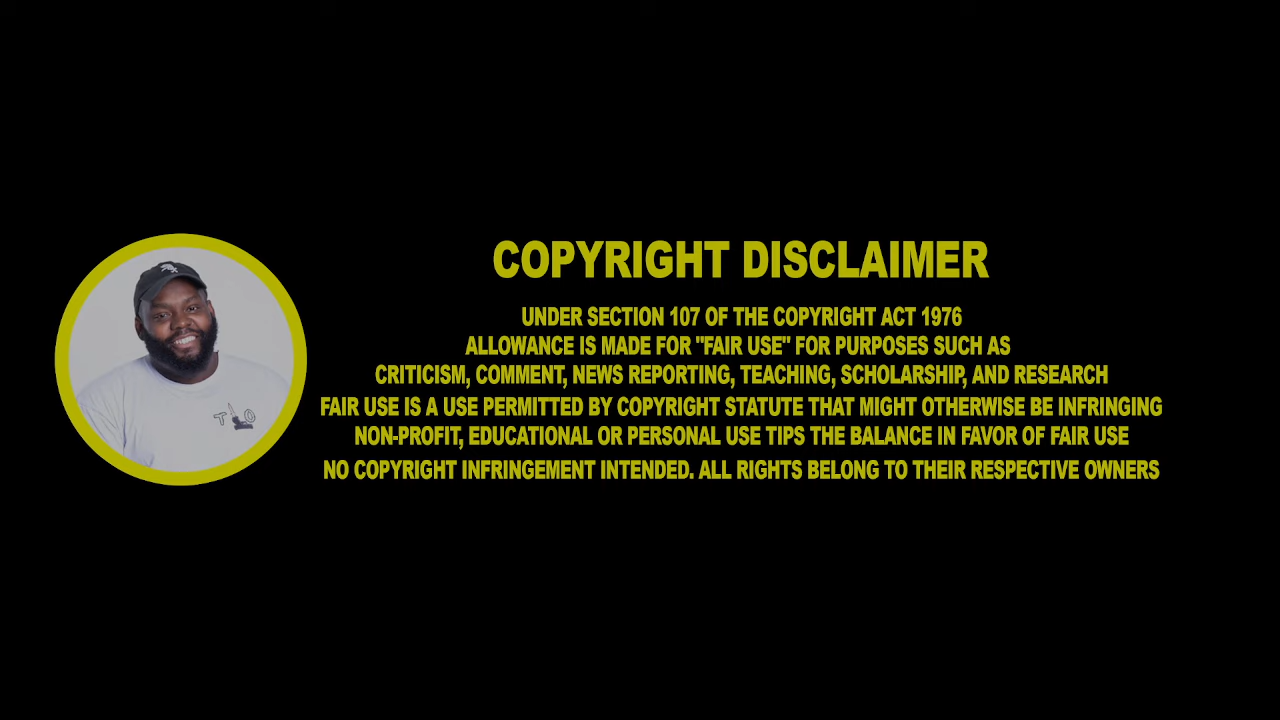 COPYRIGHT DISCLAIMER
UNDER SECTION 107 OF THE COPYRIGHT ACT 1976
ALLOWANCE IS MADE FOR "FAIR USE" FOR PURPOSES SUCH AS
CRITICISM, COMMENT, NEWS REPORTING, TEACHING, SCHOLARSHIP, AND RESEARCH
FAIR USE IS A USE PERMITTED BY COPYRIGHT STATUTE THAT MIGHT OTHERWISE BE INFRINGING
NON-PROFIT, EDUCATIONAL OR PERSONAL USE TIPS THE BALANCE IN FAVOR OF FAIR USE
NO COPYRIGHT INFRINGEMENT INTENDED. ALL RIGHTS BELONG TO THEIR RESPECTIVE OWNERS